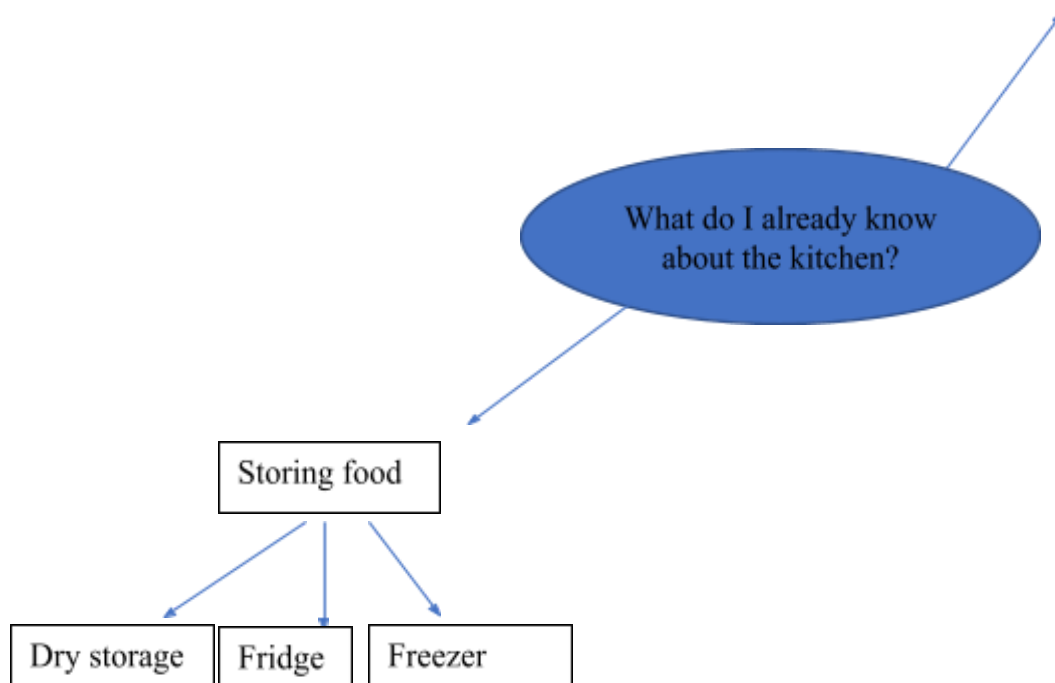 What do I already know
about the kitchen?
Storing food
Dry storage
Fridge
Freezer